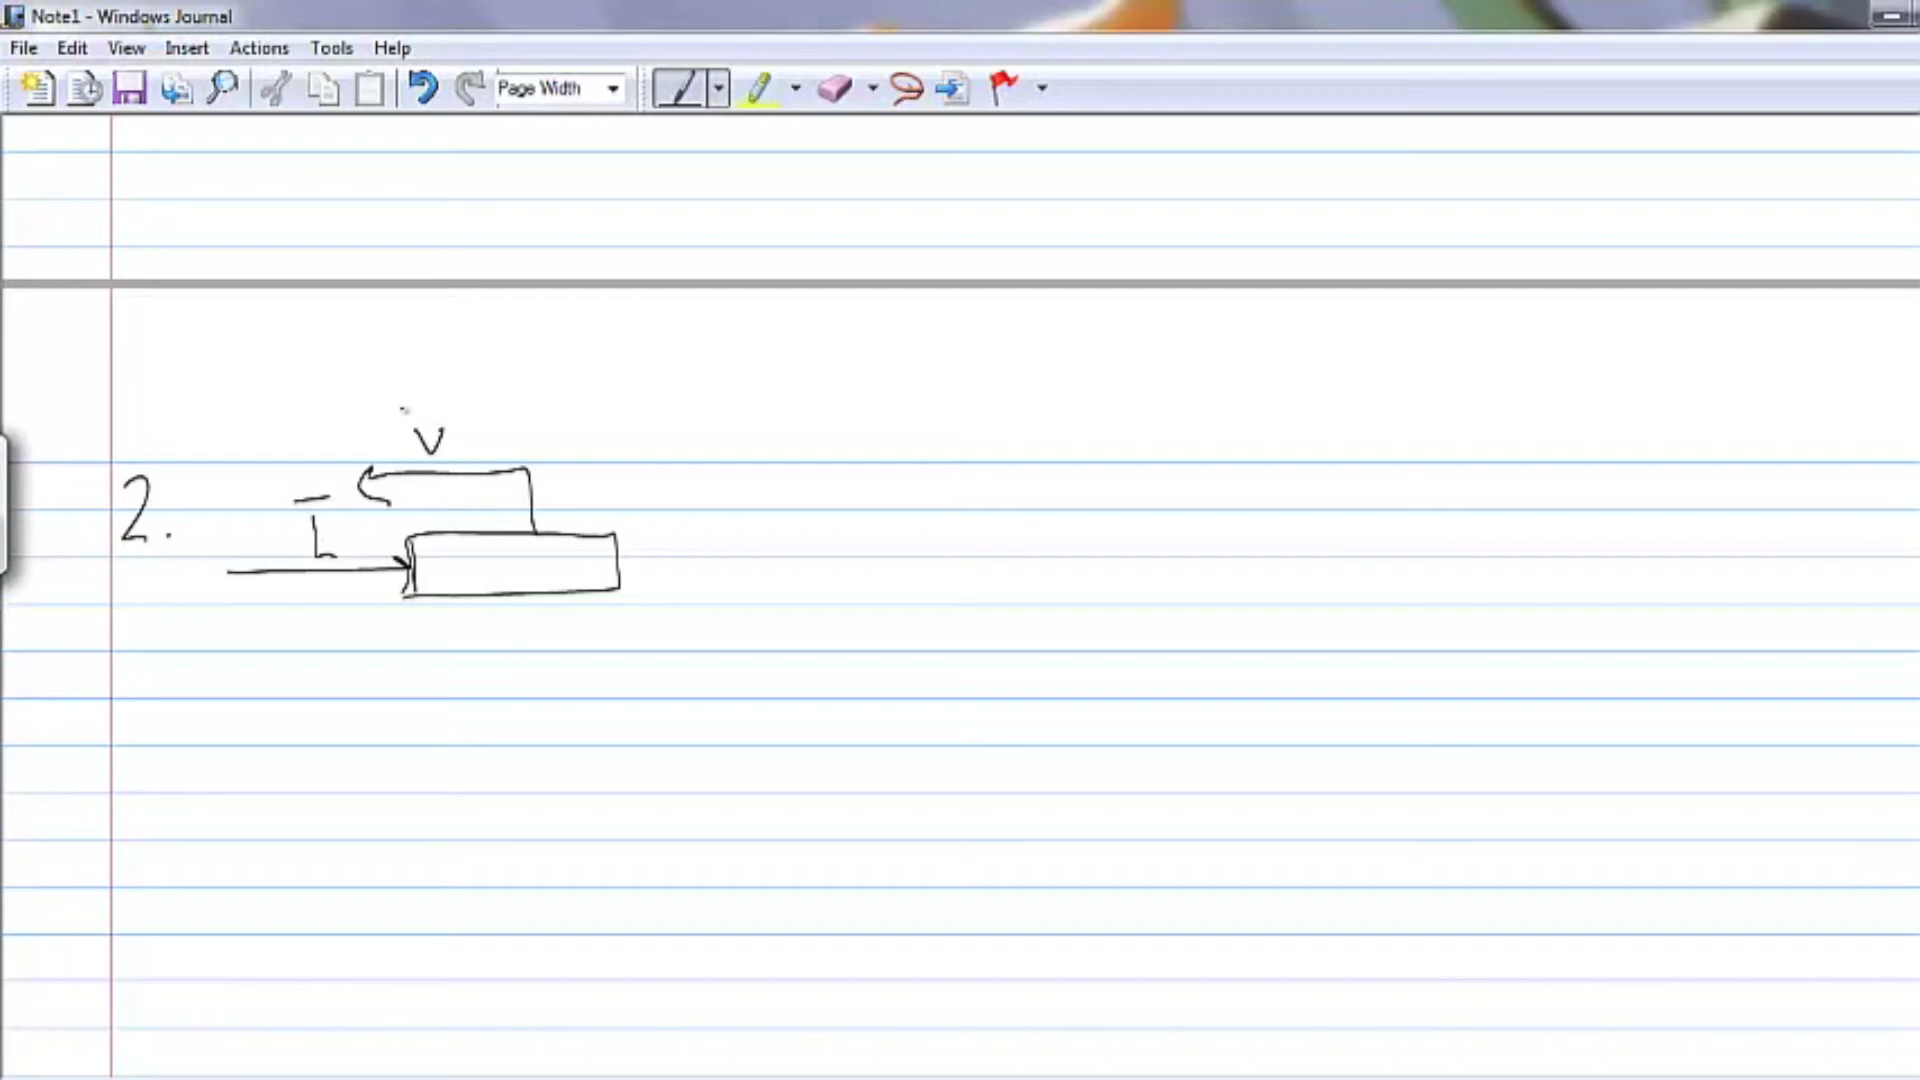 Note1 - Windows Journal
File Edit View Insert Actions Tools Help
Page Width
V
2.